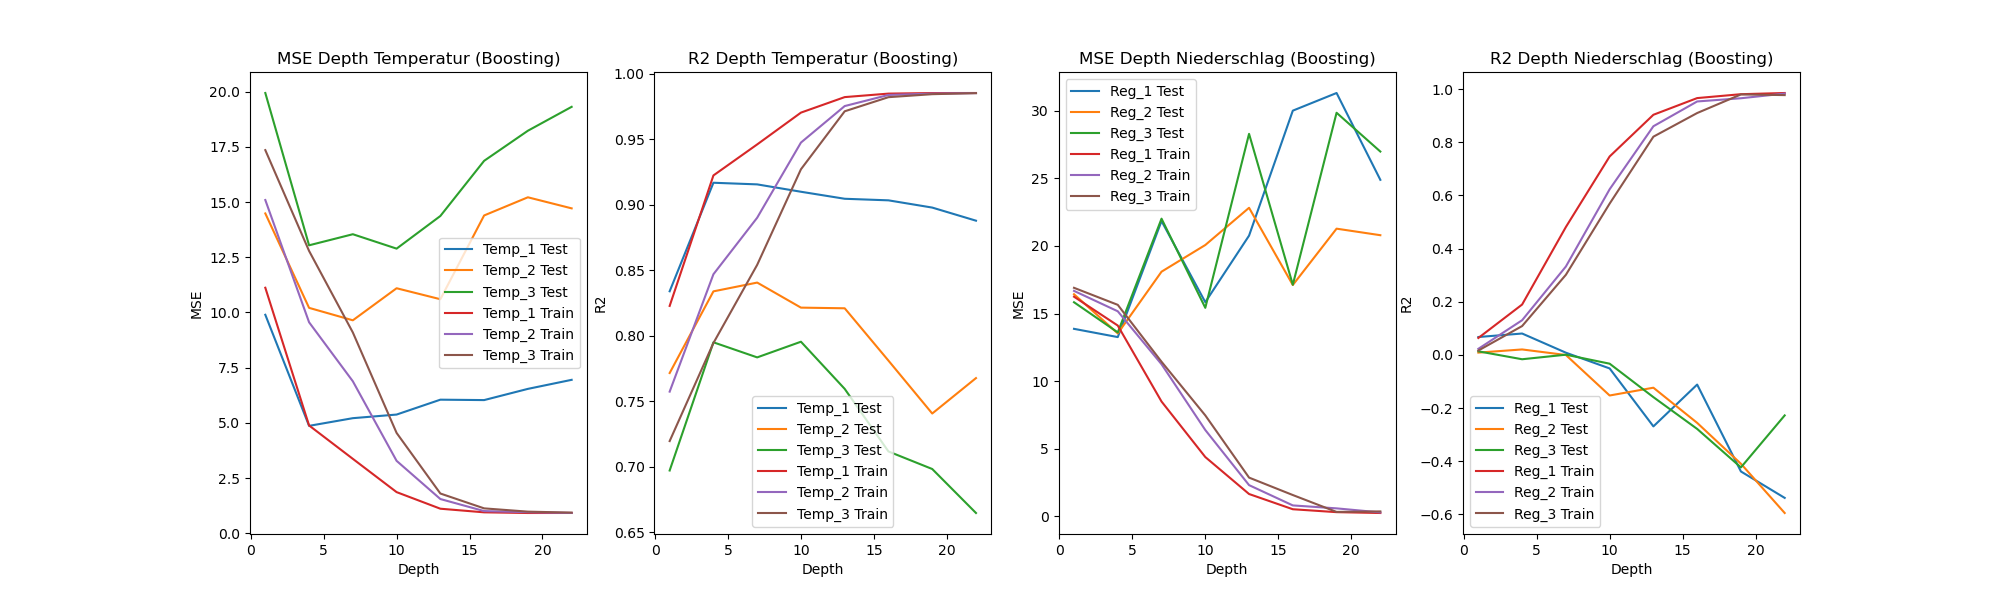 MSE Depth Temperatur (Boosting)
MSE
20.0
17.5
15.0
12.5
10.0
7.5
5.0
2.5
0.0
0
5
10
15
20
Depth
Temp_1 Test
Temp_2 Test
Temp_3 Test
Temp_1 Train
Temp_2 Train
Temp_3 Train
R2 Depth Temperatur (Boosting)
R2
1.00
0.95
0.90
0.85
0.80
0.75
0.70
0.65
0
5
10
15
20
Depth
Temp_1 Test
Temp_2 Test
Temp_3 Test
Temp_1 Train
Temp_2 Train
Temp_3 Train
MSE Depth Niederschlag (Boosting)
MSE
30
25
20
15
10
5
0
0
5
10
15
20
Depth
Reg_1 Test
Reg_2 Test
Reg_3 Test
Reg_1 Train
Reg_2 Train
Reg_3 Train
R2 Depth Niederschlag (Boosting)
R2
1.0
0.8
0.6
0.4
0.2
0.0
−0.2
−0.4
−0.6
0
5
10
15
20
Depth
Reg_1 Test
Reg_2 Test
Reg_3 Test
Reg_1 Train
Reg_2 Train
Reg_3 Train